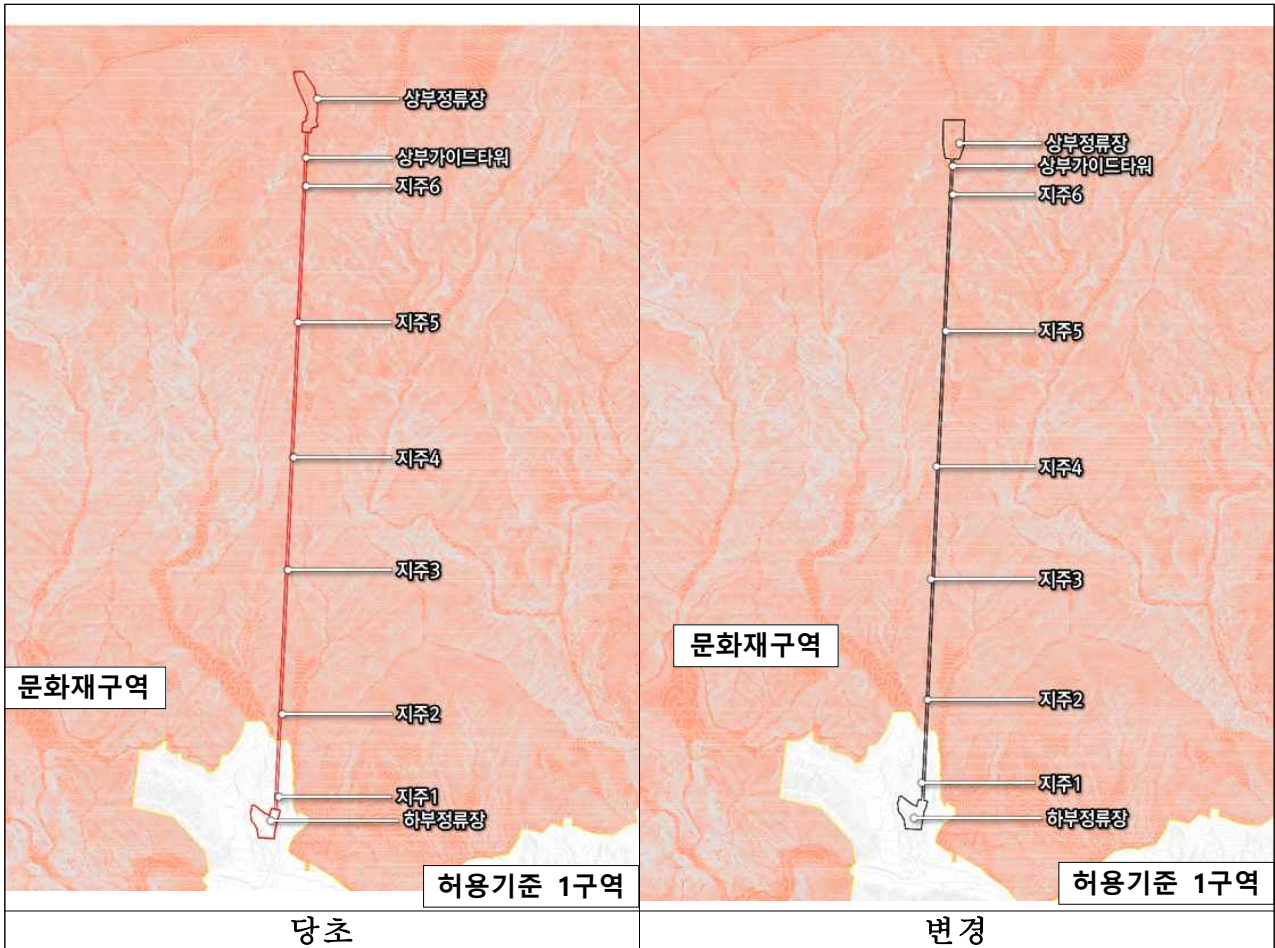 상부정류장
상부가이드타워
지주6
지주5
지주4
지주3
문화재구역
지주2
지주1
하부정류장
허용기준 1구역
당초
상부정류장
상부가이드타워
지주6
지주5
지주4
지주3
문화재구역
지주2
지주1
하부정류장
허용기준 1구역
변경